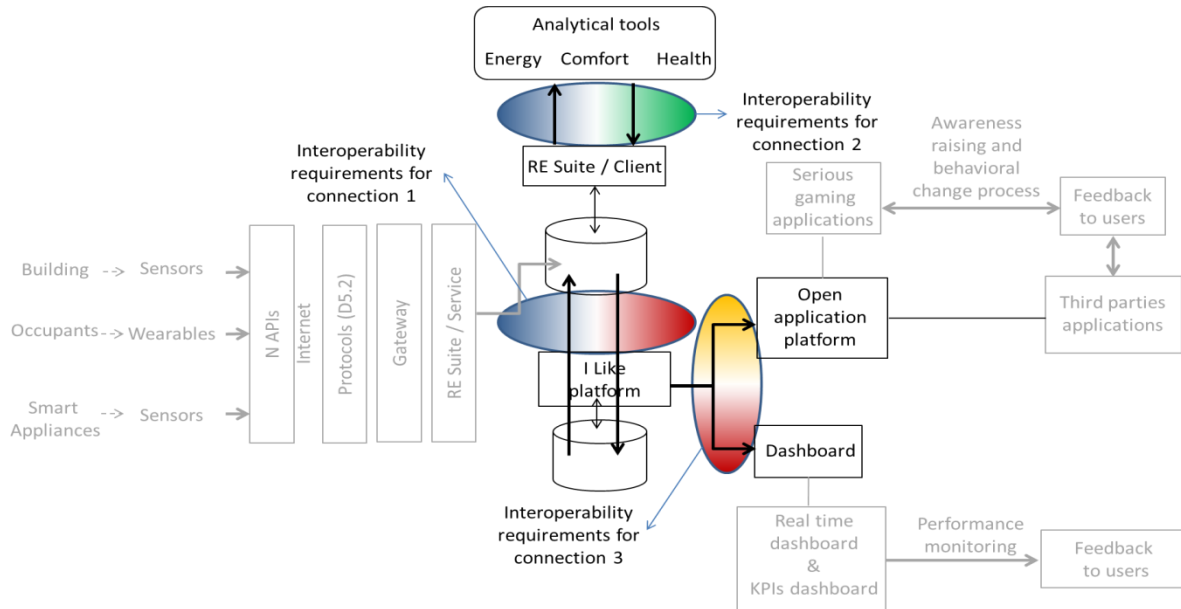 Analytical tools
Energy Comfort Health
Interoperability
requirements for
connection 2
Interoperability
requirements for
connection 1
RE Suite / Client
Awareness
raising and
behavioral
change process
Serious
gaming
applications
Feedback
to users
Building
Sensors
Occupants
Wearables
Smart
Appliances
Sensors
N APIs
Internet
Protocols (D5.2)
Gateway
RE Suite / Service
Open
application
platform
Third parties
applications
I Like
platform
Dashboard
Interoperability
requirements for
connection 3
Real time
dashboard
&
KPIs dashboard
Performance
monitoring
Feedback
to users